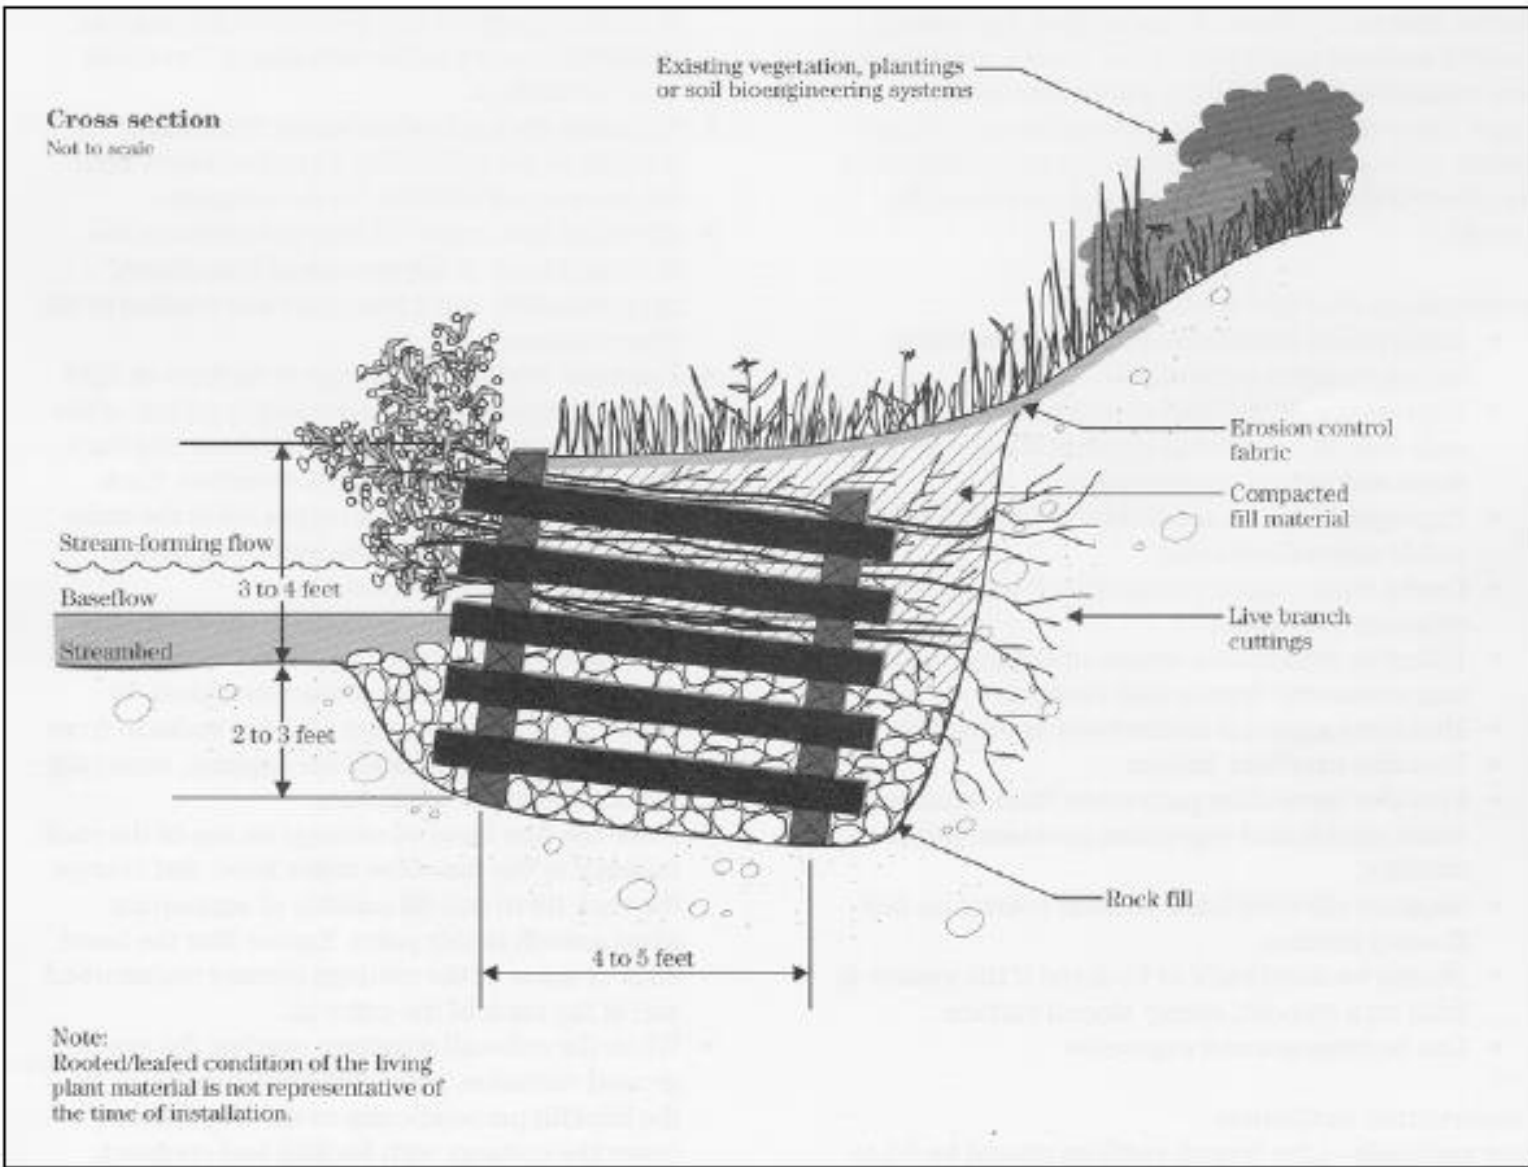 Existing vegetation, plantings
or soil bioengineering systems
Cross section
Not to scale
Erosion control
fabric
Compacted
fill material
Stream-forming flow
3 to 4 feet
Baseflow
Live branch
cuttings
Streambed
2 to 3 feet
Rock fill
4 to 5 feet
Note:
Rooted/leafed condition of the living
plant material is not representative of
the time of installation.